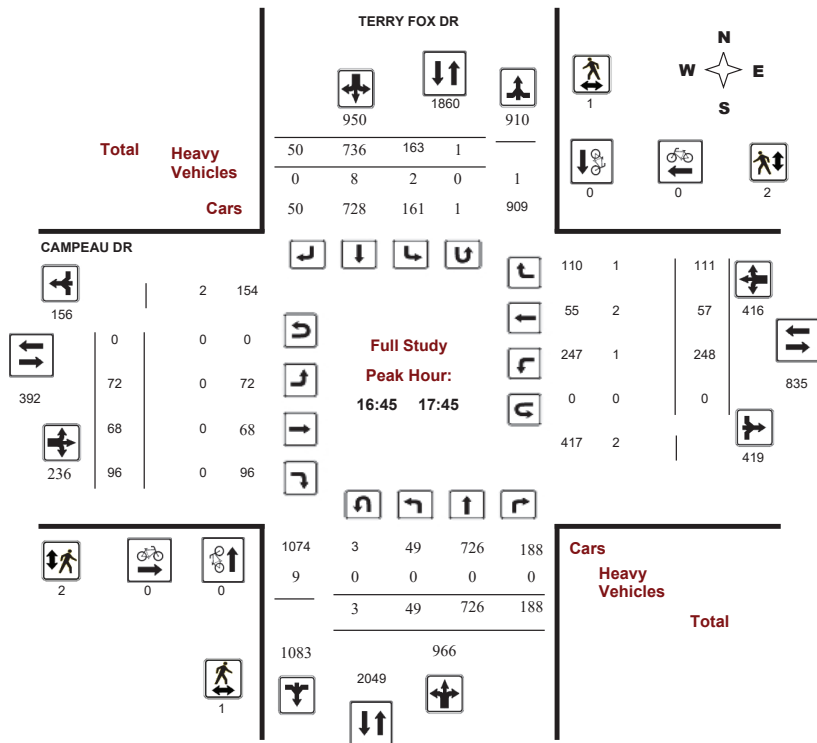 TERRY FOX DR
N
W E
S
1860
950 910
1
50 736 163 1
Total Heavy
Vehicles
0 8 2 0 1
Cars 50 728 161 1 909
0 0 2
CAMPEAU DR
2 154
156
110 1 111
416
55 2 57
0 0 0
Full Study
392
247 1 248
835
72 0 72
Peak Hour:
16:45 17:45
0 0 0
68 0 68
236
417 2
419
96 0 96
1074 3 49 726 188 Cars
9 0 0 0 0 Heavy
Vehicles
2 0 0
3 49 726 188 Total
1083 966
2049
1